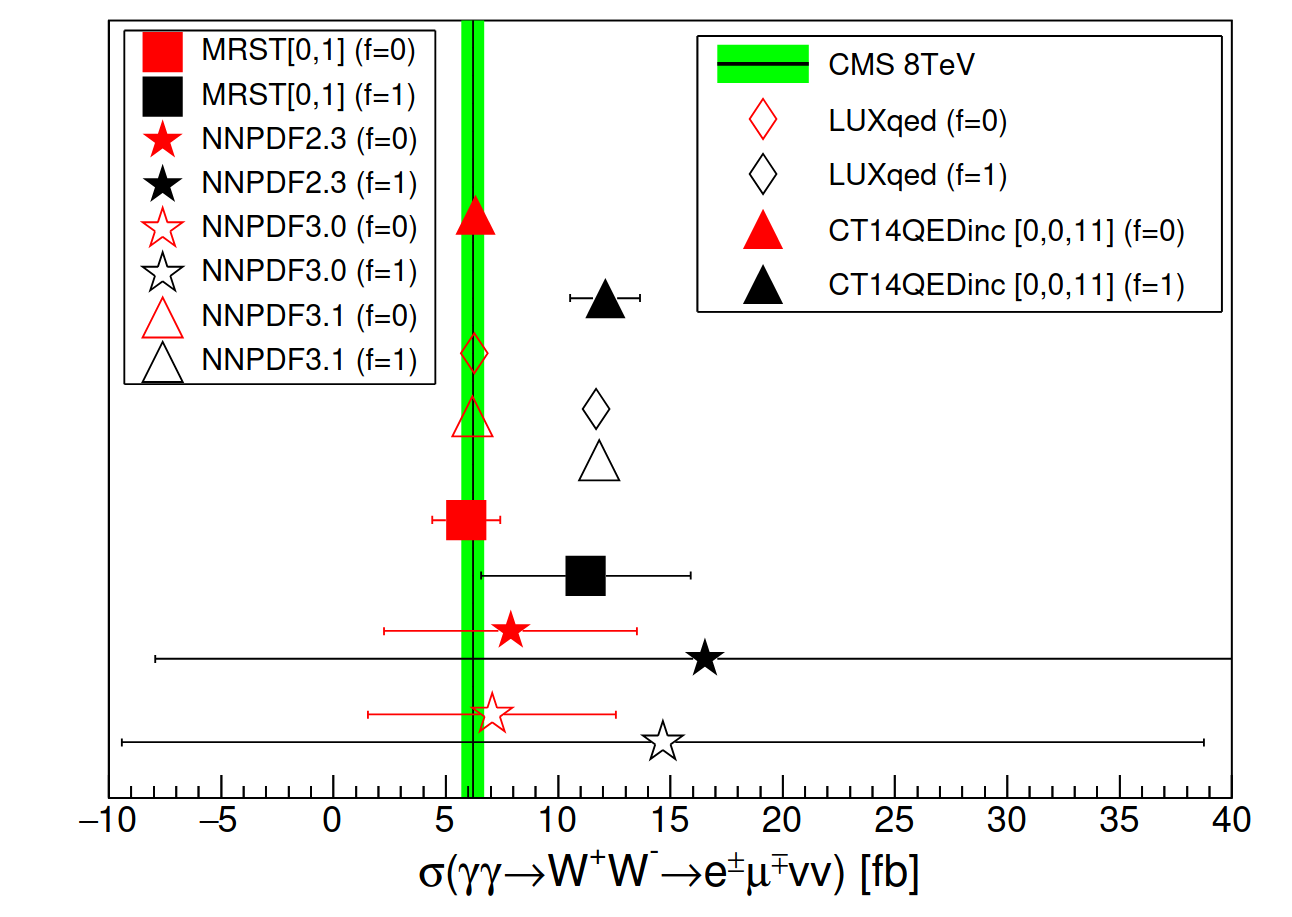 MRST[0,1] (f=0)
MRST[0,1] (f=1)
NNPDF2.3 (f=0)
NNPDF2.3 (f=1)
NNPDF3.0 (f=0)
NNPDF3.0 (f=1)
NNPDF3.1 (f=0)
NNPDF3.1 (f=1)
CMS 8TeV
LUXqed (f=0)
LUXqed (f=1)
CT14QEDinc [0,0,11] (f=0)
CT14QEDinc [0,0,11] (f=1)
−10 −5 0 5 10 15 20 25 30 35 40
σ(γγ→W⁺W⁻→e±μ∓νν) [fb]